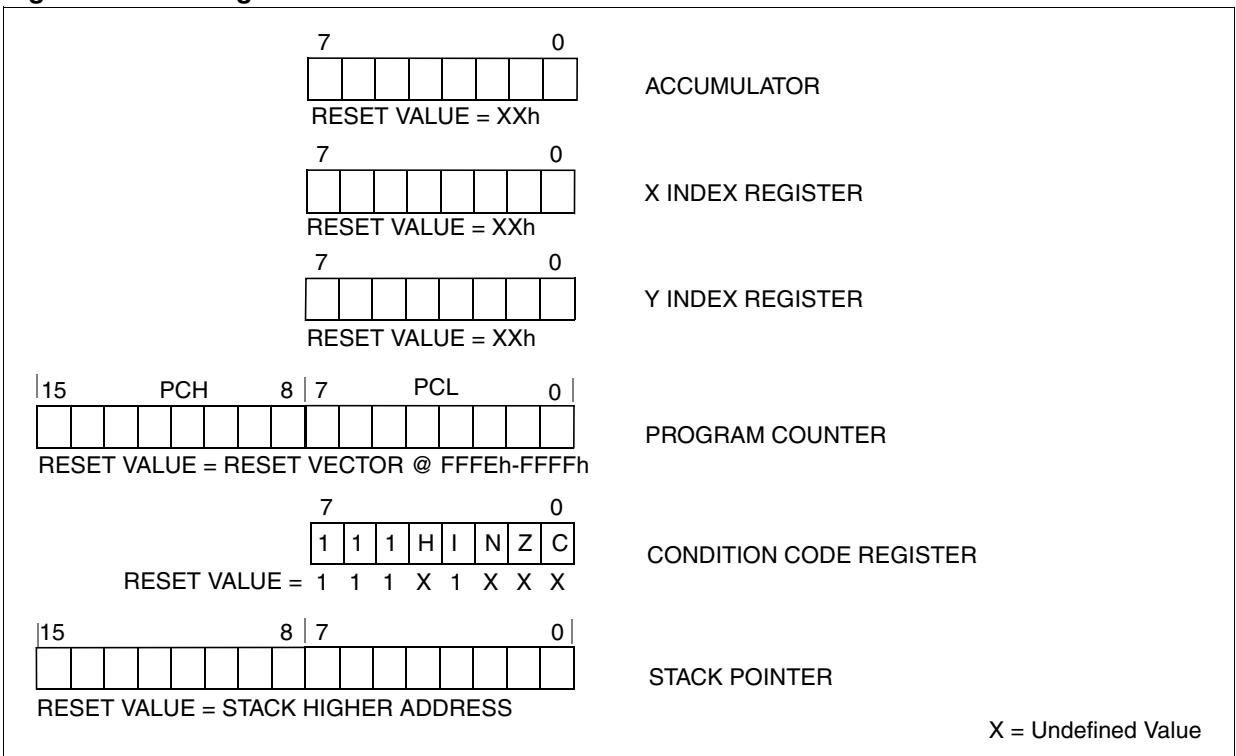 7 0
ACCUMULATOR
RESET VALUE = XXh
7 0
X INDEX REGISTER
RESET VALUE = XXh
7 0
Y INDEX REGISTER
RESET VALUE = XXh
15 PCH 8 7 PCL 0
PROGRAM COUNTER
RESET VALUE = RESET VECTOR @ FFFEh-FFFFh
7 0
1 1 1 H I N Z C
CONDITION CODE REGISTER
RESET VALUE = 1 1 1 X 1 X X X
15 8 7 0
STACK POINTER
RESET VALUE = STACK HIGHER ADDRESS
X = Undefined Value